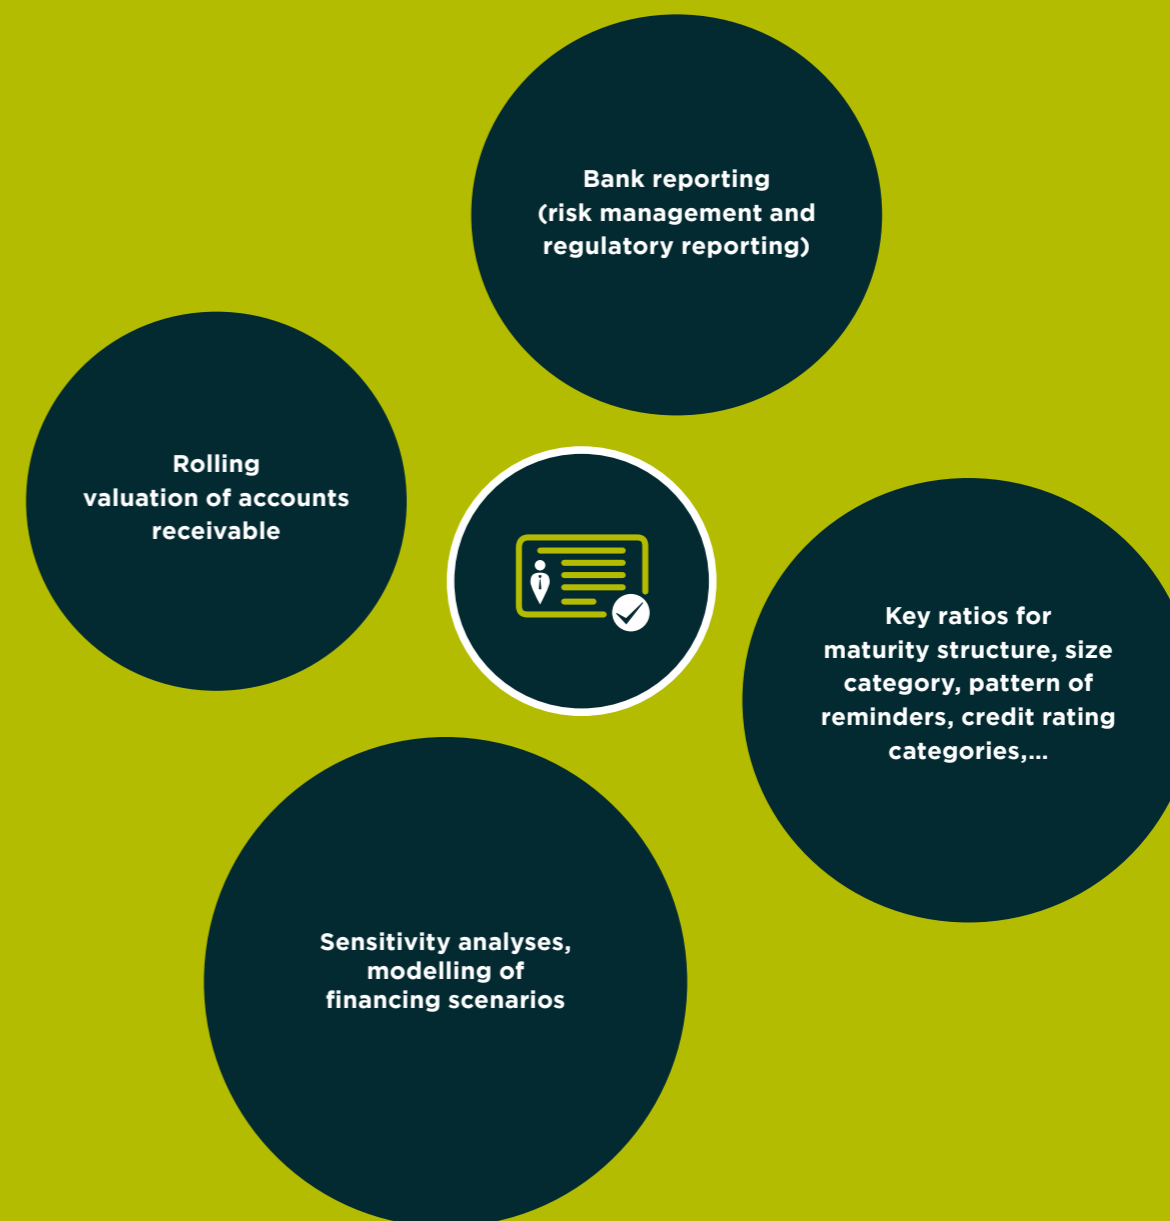 Bank reporting
(risk management and
regulatory reporting)
Rolling
valuation of accounts
receivable
Key ratios for
maturity structure, size
category, pattern of
reminders, credit rating
categories,...
Sensitivity analyses,
modelling of
financing scenarios